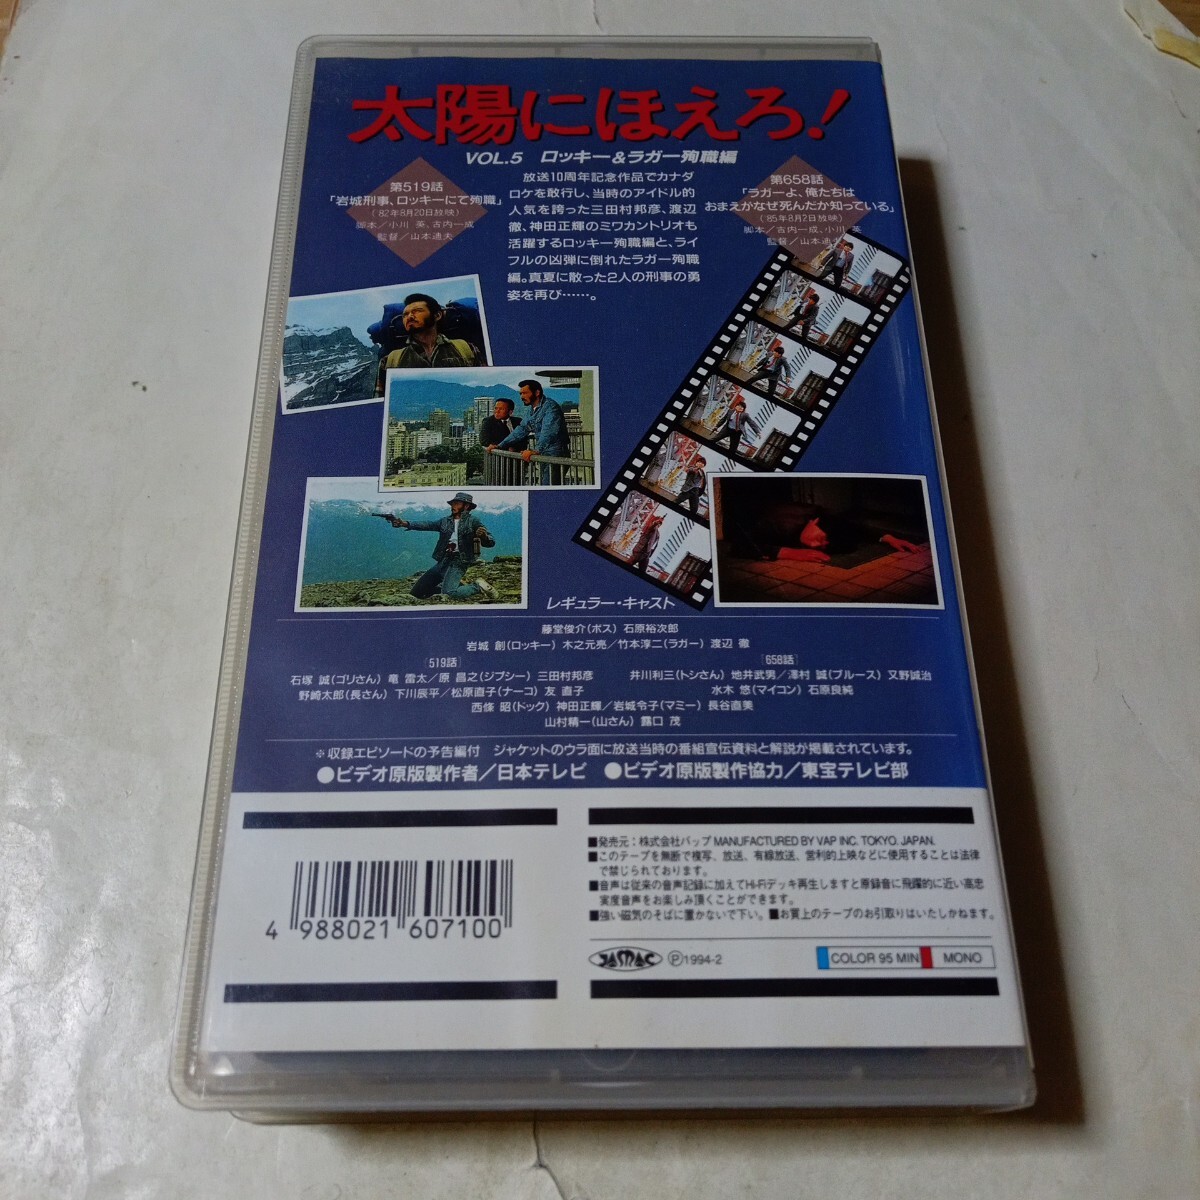 太陽にほえろ!
VOL.5 ロッキー&ラガー殉職編
第519話
「岩城刑事、ロッキーにて殉職」
('82年8月20日放映)
脚本/小川 英、古内一成
監督/山本迪夫
放送10周年記念作品でカナダ
ロケを敢行し、当時のアイドル的
人気を誇った三田村邦彦、渡辺
徹、神田正輝のミワカントリオも
活躍するロッキー殉職編と、ライ
フルの凶弾に倒れたラガー殉職
編。真夏に散った2人の刑事の勇
姿を再び……。
第658話
「ラガーよ、俺たちは
おまえがなぜ死んだか知っている」
('85年8月2日放映)
脚本/古内一成、小川 英
監督/山本迪夫
レギュラー・キャスト
藤堂俊介(ボス) 石原裕次郎
岩城 創(ロッキー) 木之元亮/竹本淳二(ラガー) 渡辺 徹
〔519話〕
石塚 誠(ゴリさん) 竜 雷太/原 昌之(ジプシー) 三田村邦彦
野崎太郎(長さん) 下川辰平/松原直子(ナーコ) 友 直子
〔658話〕
井川利三(トシさん) 地井武男/澤村 誠(ブルース) 又野誠治
水木 悠(マイコン) 石原良純
西條 昭(ドック) 神田正輝/岩城令子(マミー) 長谷直美
山村精一(山さん) 露口 茂
※収録エピソードの予告編付 ジャケットのウラ面に放送当時の番組宣伝資料と解説が掲載されています。
●ビデオ原版製作者/日本テレビ ●ビデオ原版製作協力/東宝テレビ部
4 988021 607100
■発売元:株式会社バップ MANUFACTURED BY VAP INC. TOKYO. JAPAN.
■このテープを無断で複写、放送、有線放送、営利的上映などに使用することは法律
で禁じられております。
■音声は従来の音声記録に加えてHi-Fiデッキ再生しますと原録音に飛躍的に近い高忠
実度音声をお楽しみ頂くことができます。
■強い磁気のそばに置かないで下い。■お買上のテープのお引取りはいたしかねます。
JASMAC
Ⓟ1994-2
COLOR 95 MIN
MONO